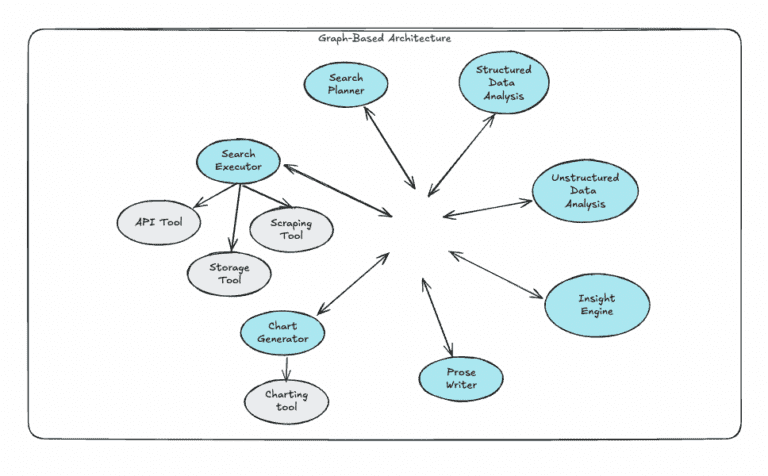 Graph-Based Architecture
Search
Planner
Structured
Data
Analysis
Search
Executor
Unstructured
Data
Analysis
API Tool
Scraping
Tool
Storage
Tool
Insight
Engine
Chart
Generator
Prose
Writer
Charting
tool